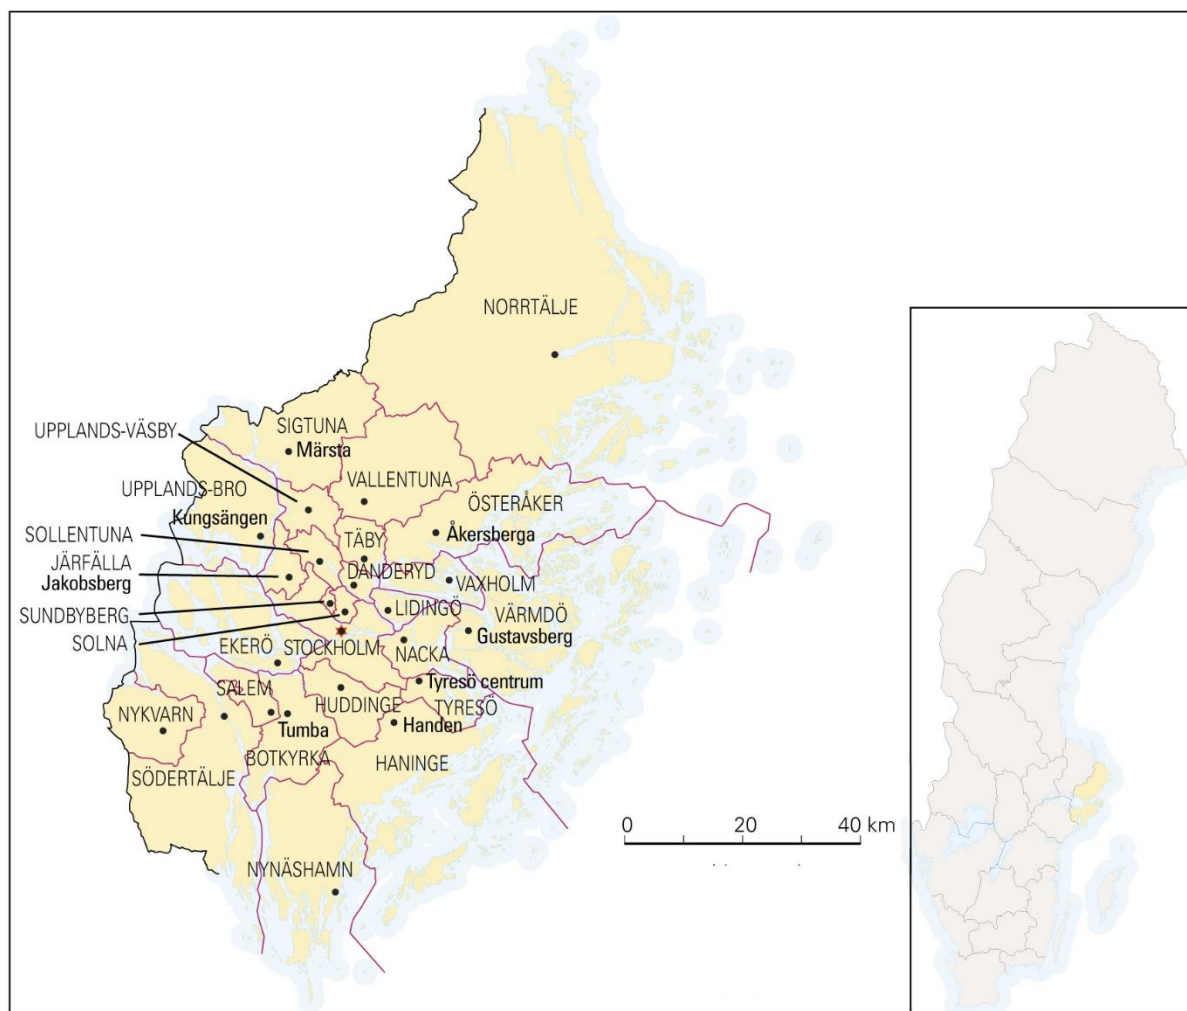 NORRTÄLJE
SIGTUNA
UPPLANDS-VÄSBY
Märsta
VALLENTUNA
UPPLANDS-BRO
ÖSTERÅKER
Kungsängen
SOLLENTUNA
TÄBY
Åkersberga
JÄRFÄLLA
Jakobsberg
DANDERYD
VAXHOLM
SUNDBYBERG
LIDINGÖ
VÄRMDÖ
SOLNA
Gustavsberg
EKERÖ
STOCKHOLM
NACKA
Tyresö centrum
SALEM
HUDDINGE
TYRESÖ
NYKVARN
Tumba
Handen
BOTKYRKA
HANINGE
SÖDERTÄLJE
0 20 40 km
NYNÄSHAMN